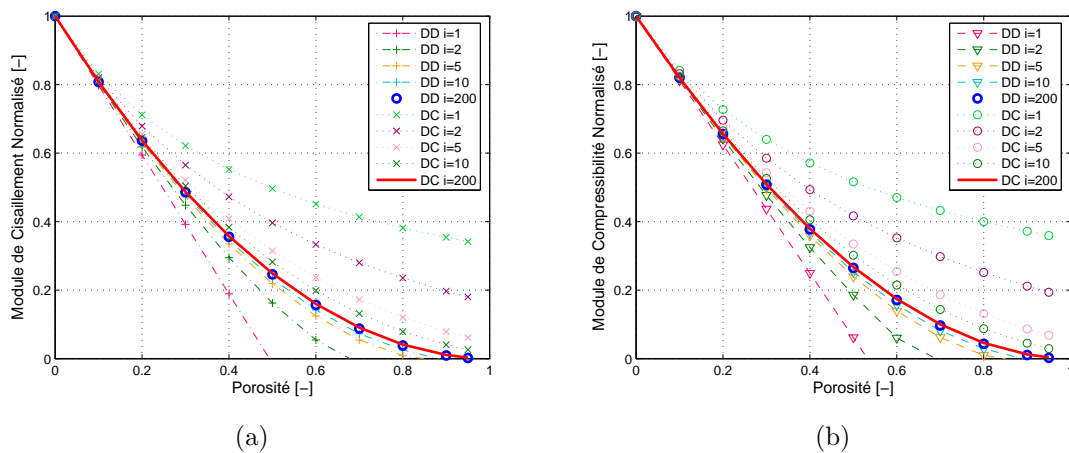 1
0.8
0.6
0.4
0.2
0
0
0.2
0.4
0.6
0.8
1
Module de Cisaillement Normalisé [−]
Porosité [−]
DD i=1
DD i=2
DD i=5
DD i=10
DD i=200
DC i=1
DC i=2
DC i=5
DC i=10
DC i=200
(a)
1
0.8
0.6
0.4
0.2
0
0
0.2
0.4
0.6
0.8
1
Module de Compressibilité Normalisé [−]
Porosité [−]
DD i=1
DD i=2
DD i=5
DD i=10
DD i=200
DC i=1
DC i=2
DC i=5
DC i=10
DC i=200
(b)